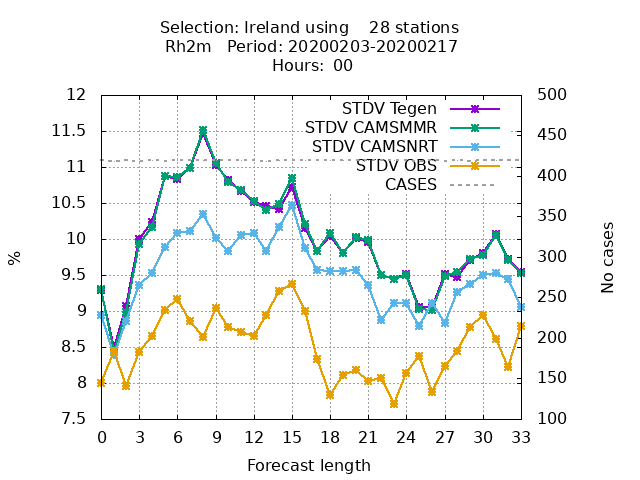 Selection: Ireland using 28 stations
Rh2m Period: 20200203-20200217
Hours: 00
12
11.5
11
10.5
10
9.5
9
8.5
8
7.5
%
500
450
400
350
300
250
200
150
100
No cases
STDV Tegen
STDV CAMSMMR
STDV CAMSNRT
STDV OBS
CASES
0 3 6 9 12 15 18 21 24 27 30 33
Forecast length